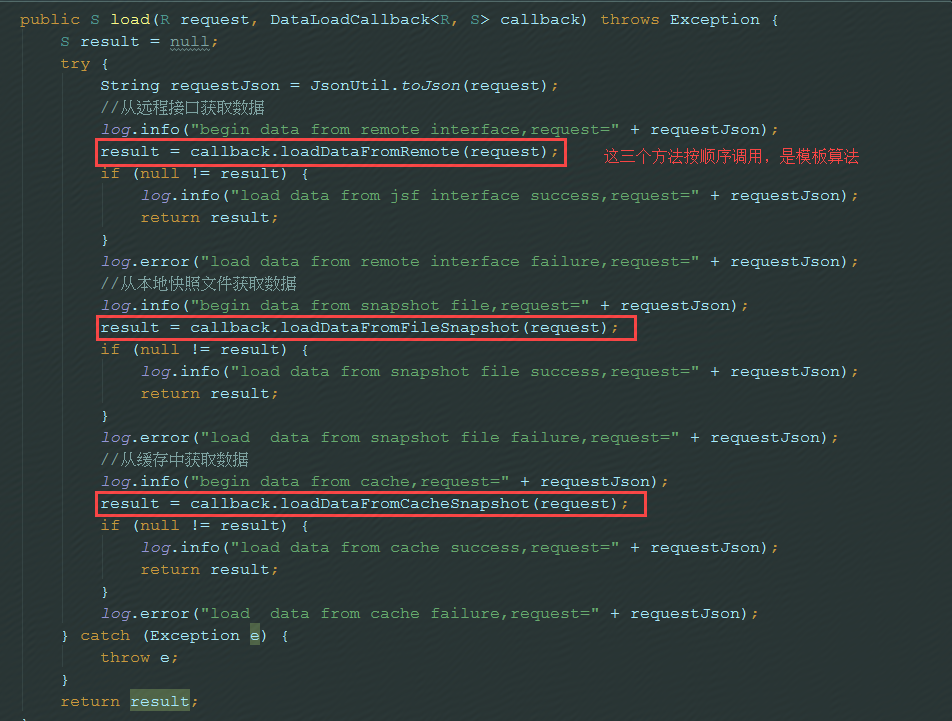 public S load(R request, DataLoadCallback<R, S> callback) throws Exception {
S result = null;
try {
String requestJson = JsonUtil.toJson(request);
//从远程接口获取数据
log.info("begin data from remote interface,request=" + requestJson);
result = callback.loadDataFromRemote(request); 这三个方法按顺序调用，是模板算法
if (null != result) {
log.info("load data from jsf interface success,request=" + requestJson);
return result;
}
log.error("load data from remote interface failure,request=" + requestJson);
//从本地快照文件获取数据
log.info("begin data from snapshot file,request=" + requestJson);
result = callback.loadDataFromFileSnapshot(request);
if (null != result) {
log.info("load data from snapshot file success,request=" + requestJson);
return result;
}
log.error("load  data from snapshot file failure,request=" + requestJson);
//从缓存中获取数据
log.info("begin data from cache,request=" + requestJson);
result = callback.loadDataFromCacheSnapshot(request);
if (null != result) {
log.info("load data from cache success,request=" + requestJson);
return result;
}
log.error("load  data from cache failure,request=" + requestJson);
} catch (Exception e) {
throw e;
}
return result;